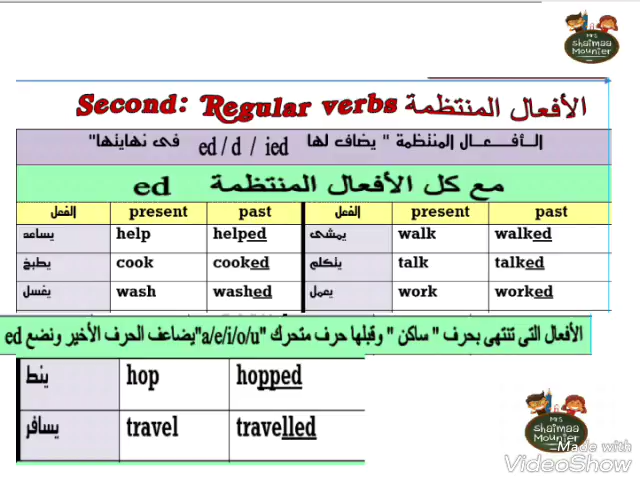 Mrs
Shaimaa
Mounier
Second: Regular verbs الأفعال المنتظمة
الـأفـعـال المنتظمة " يضاف لها ed / d / ied فى نهايتها"
مع كل الأفعال المنتظمة ed
الفعل present past الفعل present past
يساعد help helped يمشى walk walked
يطبخ cook cooked يتكلم talk talked
يغسل wash washed يعمل work worked
الأفعال التى تنتهى بحرف " ساكن " وقبلها حرف متحرك "a/e/i/o/u"يضاعف الحرف الأخير ونضع ed
ينط hop hopped
يسافر travel travelled
Mrs
Shaimaa
Mounier
Made with
VideoShow